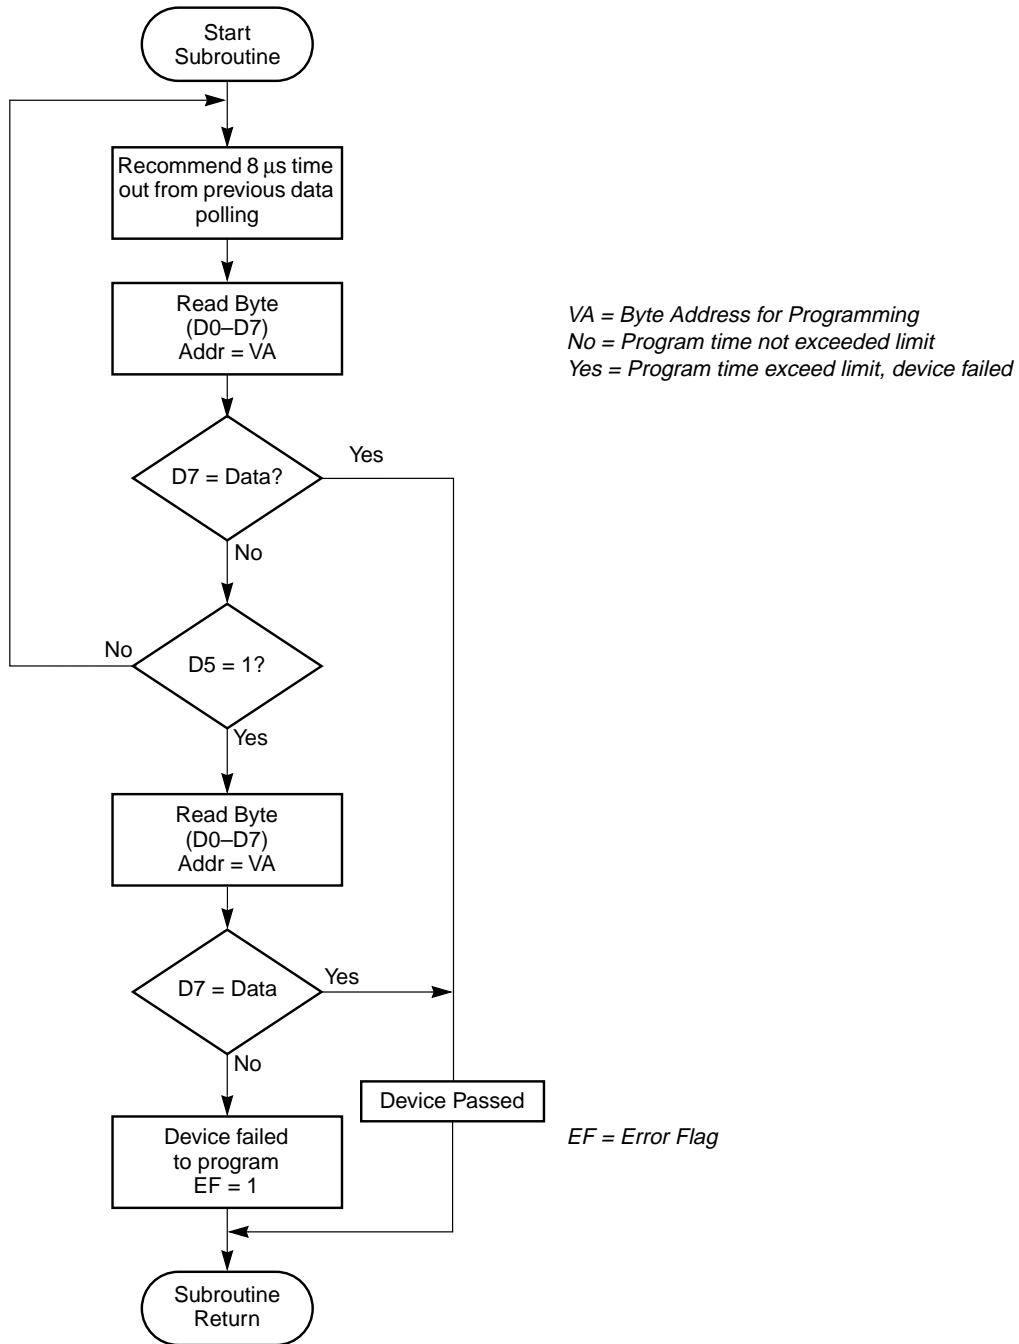 Start
Subroutine
Recommend 8 µs time
out from previous data
polling
Read Byte
(D0–D7)
Addr = VA
VA = Byte Address for Programming
No = Program time not exceeded limit
Yes = Program time exceed limit, device failed
D7 = Data?
Yes
No
No
D5 = 1?
Yes
Read Byte
(D0–D7)
Addr = VA
D7 = Data
Yes
No
Device Passed
Device failed
to program
EF = 1
EF = Error Flag
Subroutine
Return